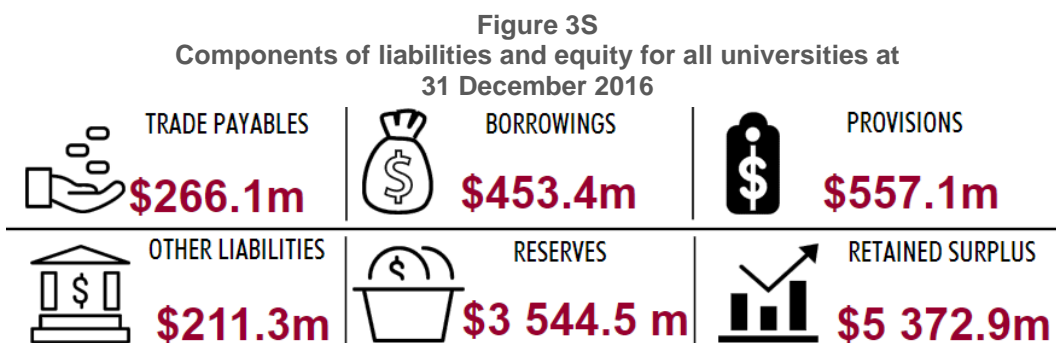 Figure 3S
Components of liabilities and equity for all universities at
31 December 2016
TRADE PAYABLES
$266.1m
BORROWINGS
$
$453.4m
PROVISIONS
$
$557.1m
OTHER LIABILITIES
$
$211.3m
RESERVES
$
$3 544.5 m
RETAINED SURPLUS
$5 372.9m